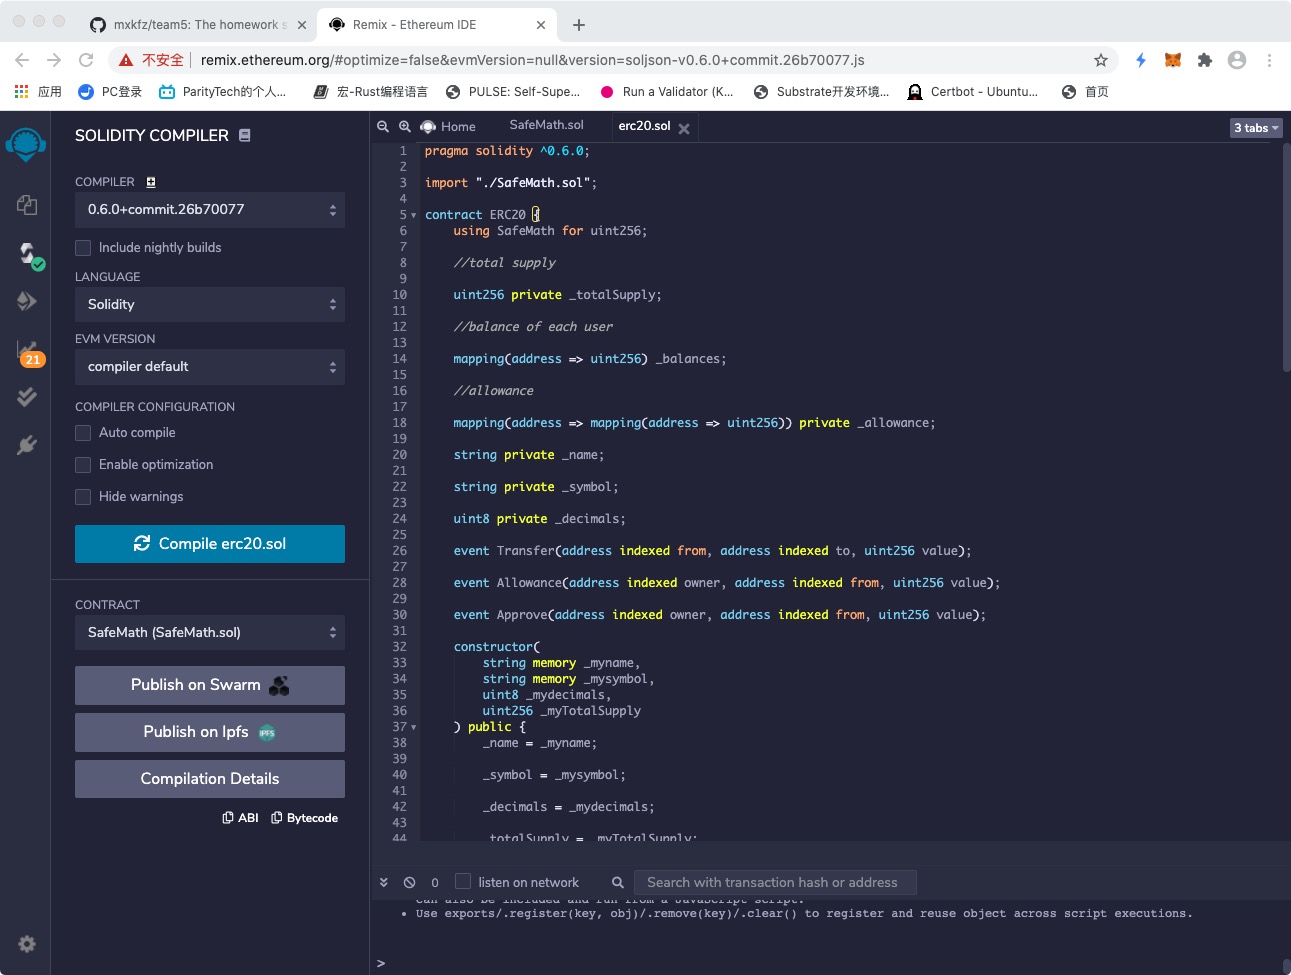 mxkfz/team5: The homework s
Remix - Ethereum IDE
不安全 | remix.ethereum.org/#optimize=false&evmVersion=null&version=soljson-v0.6.0+commit.26b70077.js
应用 PC登录 ParityTech的个人... 宏-Rust编程语言 PULSE: Self-Supe... Run a Validator (K... Substrate开发环境... Certbot - Ubuntu... 首页
SOLIDITY COMPILER
COMPILER
0.6.0+commit.26b70077
Include nightly builds
LANGUAGE
Solidity
EVM VERSION
compiler default
COMPILER CONFIGURATION
Auto compile
Enable optimization
Hide warnings
Compile erc20.sol
CONTRACT
SafeMath (SafeMath.sol)
Publish on Swarm
Publish on Ipfs
IPFS
Compilation Details
ABI Bytecode
21
Home SafeMath.sol erc20.sol 3 tabs
1 pragma solidity ^0.6.0;
2
3 import "./SafeMath.sol";
4
5 contract ERC20 {
6 using SafeMath for uint256;
7
8 //total supply
9
10 uint256 private _totalSupply;
11
12 //balance of each user
13
14 mapping(address => uint256) _balances;
15
16 //allowance
17
18 mapping(address => mapping(address => uint256)) private _allowance;
19
20 string private _name;
21
22 string private _symbol;
23
24 uint8 private _decimals;
25
26 event Transfer(address indexed from, address indexed to, uint256 value);
27
28 event Allowance(address indexed owner, address indexed from, uint256 value);
29
30 event Approve(address indexed owner, address indexed from, uint256 value);
31
32 constructor(
33 string memory _myname,
34 string memory _mysymbol,
35 uint8 _mydecimals,
36 uint256 _myTotalSupply
37 ) public {
38 _name = _myname;
39
40 _symbol = _mysymbol;
41
42 _decimals = _mydecimals;
43
44 _totalSupply = _myTotalSupply;
0 listen on network Search with transaction hash or address
can also be included and run from a JavaScript script.
• Use exports/.register(key, obj)/.remove(key)/.clear() to register and reuse object across script executions.
>